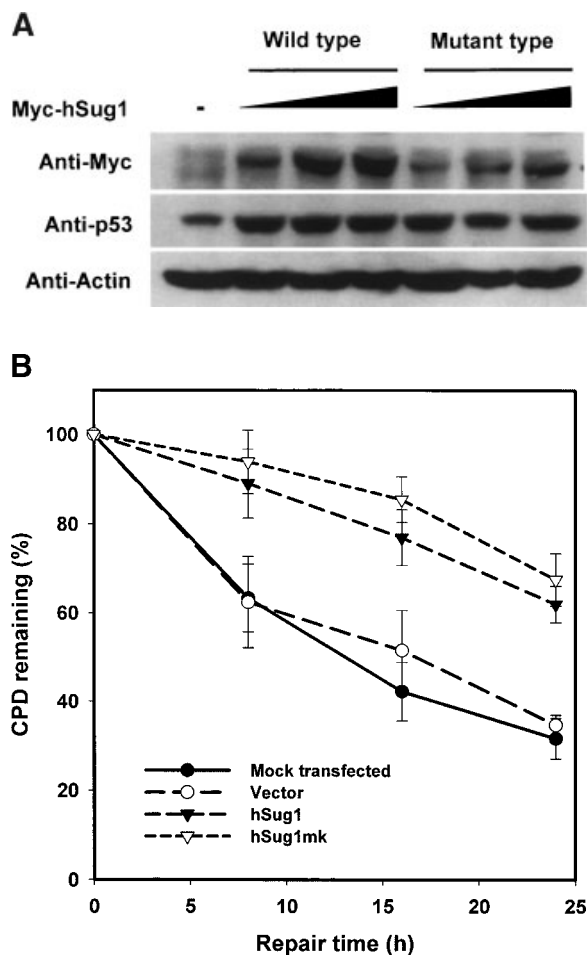 A
Wild type Mutant type
Myc-hSug1 -
Anti-Myc
Anti-p53
Anti-Actin
B
100
80
60
40
20
0
CPD remaining (%)
Mock transfected
Vector
hSug1
hSug1mk
0 5 10 15 20 25
Repair time (h)